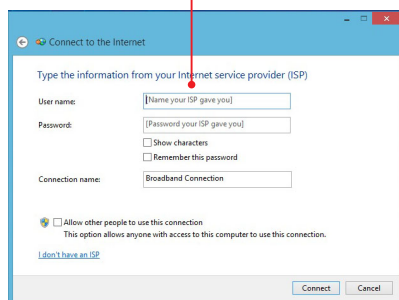 Connect to the Internet
Type the information from your Internet service provider (ISP)
User name: [Name your ISP gave you]
Password: [Password your ISP gave you]
Show characters
Remember this password
Connection name: Broadband Connection
Allow other people to use this connection
This option allows anyone with access to this computer to use this connection.
I don't have an ISP
Connect Cancel